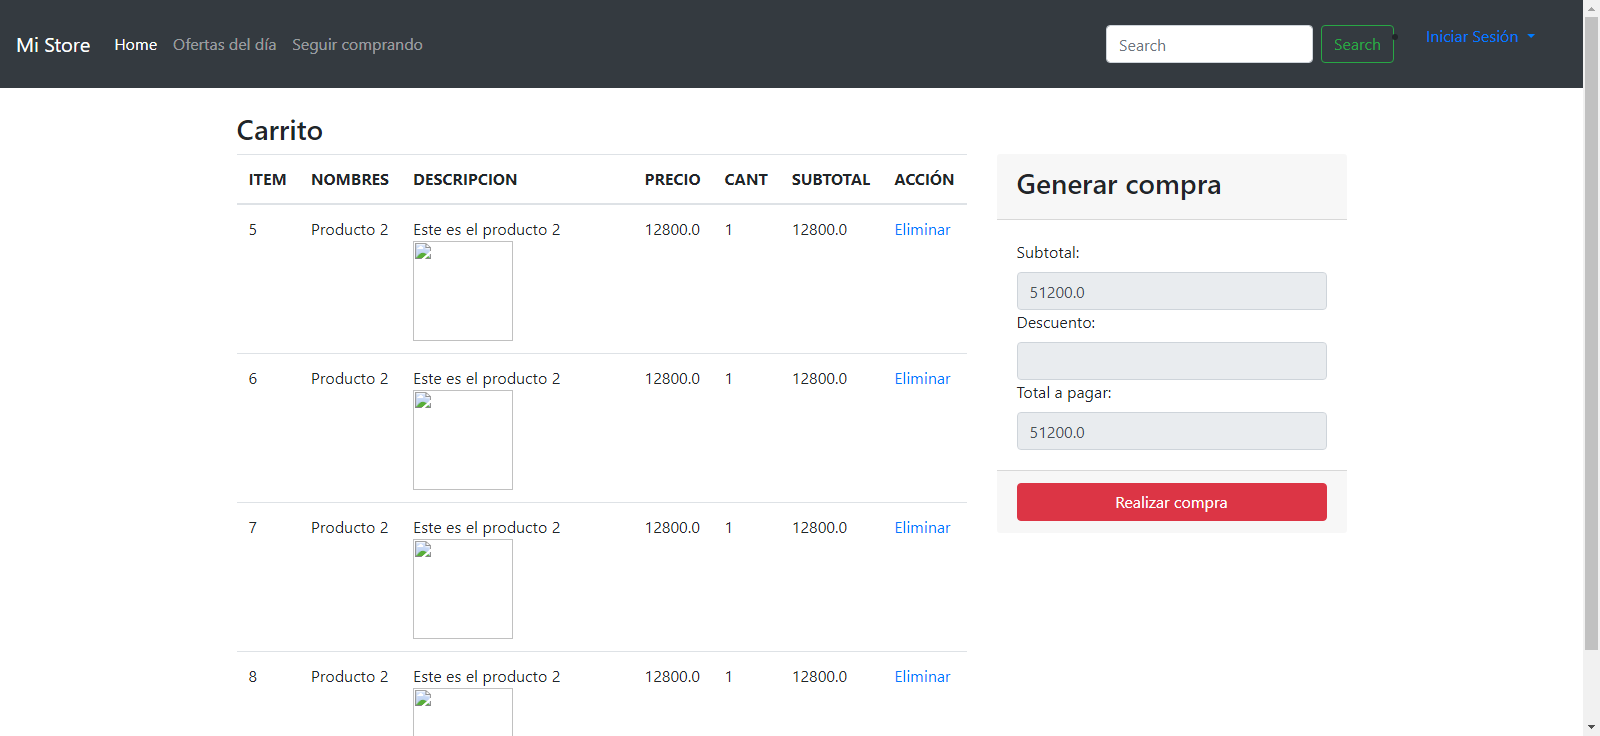 Mi Store Home Ofertas del día Seguir comprando Search Search Iniciar Sesión
Carrito
ITEM NOMBRES DESCRIPCION PRECIO CANT SUBTOTAL ACCIÓN
5 Producto 2 Este es el producto 2 12800.0 1 12800.0 Eliminar
6 Producto 2 Este es el producto 2 12800.0 1 12800.0 Eliminar
7 Producto 2 Este es el producto 2 12800.0 1 12800.0 Eliminar
8 Producto 2 Este es el producto 2 12800.0 1 12800.0 Eliminar
Generar compra
Subtotal:
51200.0
Descuento:
Total a pagar:
51200.0
Realizar compra